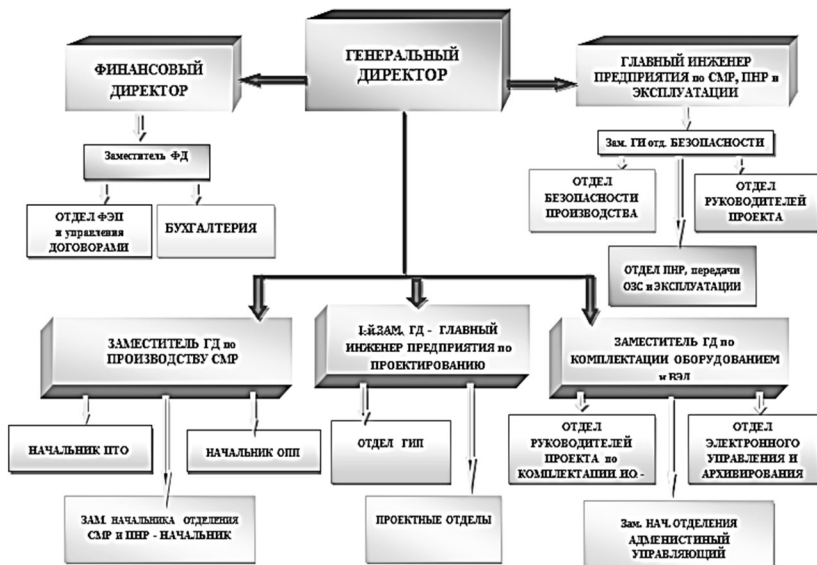 ГЕНЕРАЛЬНЫЙ
ДИРЕКТОР
ФИНАНСОВЫЙ
ДИРЕКТОР
ГЛАВНЫЙ ИНЖЕНЕР
ПРЕДПРИЯТИЯ по СМР, ПНР и
ЭКСПЛУАТАЦИИ
Заместитель ФД
Зам. ГИ отд. БЕЗОПАСНОСТИ
ОТДЕЛ ФЭП
и управления
ДОГОВОРАМИ
БУХГАЛТЕРИЯ
ОТДЕЛ
БЕЗОПАСНОСТИ
ПРОИЗВОДСТВА
ОТДЕЛ
РУКОВОДИТЕЛЕЙ
ПРОЕКТА
ОТДЕЛ ПНР, передачи
ОЗС и ЭКСПЛУАТАЦИИ
ЗАМЕСТИТЕЛЬ ГД по
ПРОИЗВОДСТВУ СМР
1-й ЗАМ. ГД - ГЛАВНЫЙ
ИНЖЕНЕР ПРЕДПРИЯТИЯ по
ПРОЕКТИРОВАНИЮ
ЗАМЕСТИТЕЛЬ ГД по
КОМПЛЕКТАЦИИ ОБОРУДОВАНИЕМ
и ВЭД
НАЧАЛЬНИК ПТО
НАЧАЛЬНИК ОПП
ЗАМ. НАЧАЛЬНИКА ОТДЕЛЕНИЯ
СМР и ПНР - НАЧАЛЬНИК
ОТДЕЛ ГИП
ПРОЕКТНЫЕ ОТДЕЛЫ
ОТДЕЛ
РУКОВОДИТЕЛЕЙ
ПРОЕКТА по
КОМПЛЕКТАЦИИ ИО -
ОТДЕЛ
ЭЛЕКТРОННОГО
УПРАВЛЕНИЯ И
АРХИВИРОВАНИЯ
Зам. НАЧ. ОТДЕЛЕНИЯ
АДМЕНИСТИНЫЙ
УПРАВЛЯЮЩИЙ